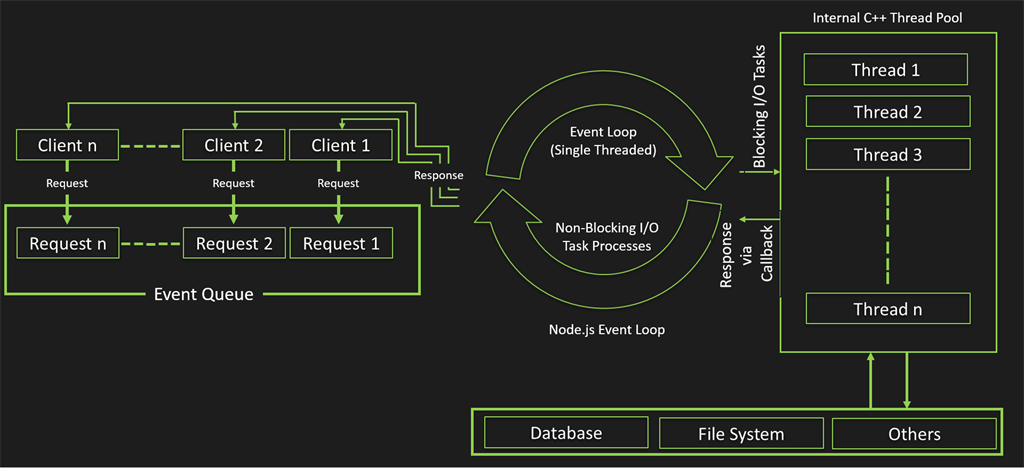 Internal C++ Thread Pool
Client n
Client 2
Client 1
Request
Request
Request
Response
Request n
Request 2
Request 1
Event Queue
Event Loop
(Single Threaded)
Non-Blocking I/O
Task Processes
Node.js Event Loop
Blocking I/O Tasks
Response
via
Callback
Thread 1
Thread 2
Thread 3
Thread n
Database
File System
Others